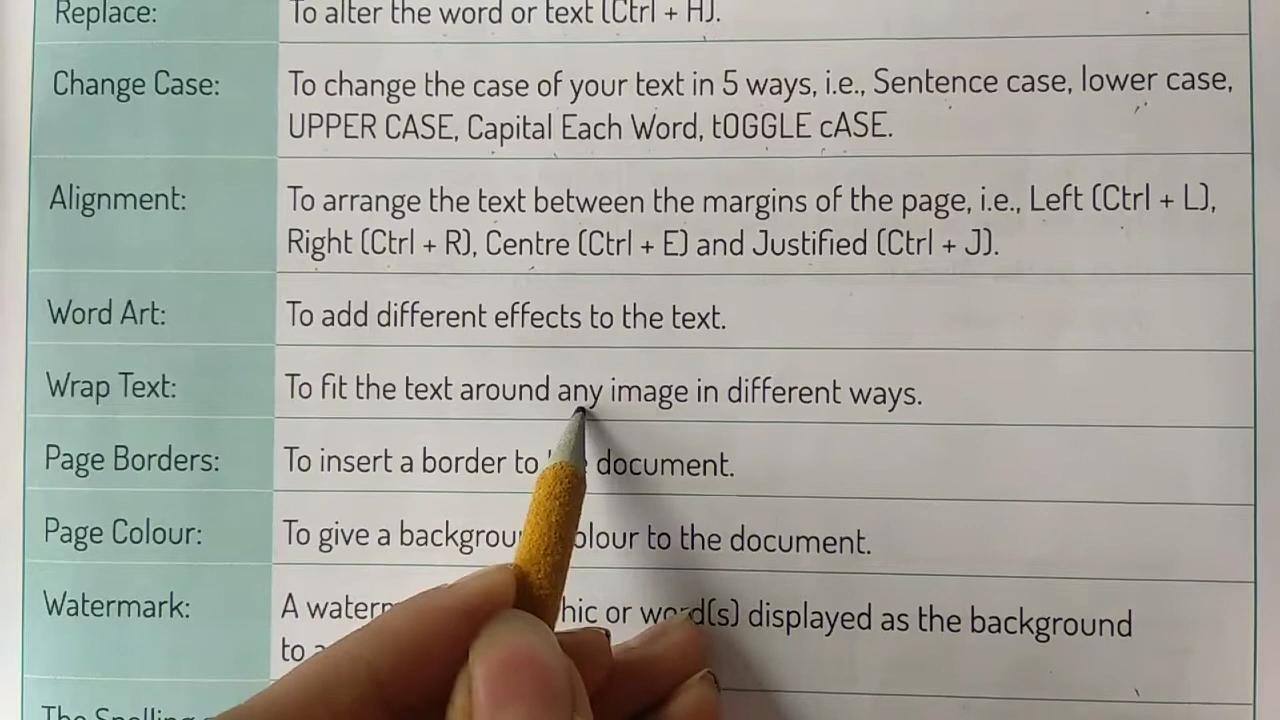 Replace: To alter the word or text (Ctrl + H).
Change Case: To change the case of your text in 5 ways, i.e., Sentence case, lower case,
UPPER CASE, Capital Each Word, tOGGLE cASE.
Alignment: To arrange the text between the margins of the page, i.e., Left (Ctrl + L),
Right (Ctrl + R), Centre (Ctrl + E) and Justified (Ctrl + J).
Word Art: To add different effects to the text.
Wrap Text: To fit the text around any image in different ways.
Page Borders: To insert a border to document.
Page Colour: To give a document.
to the document.
Watermark: A or word(s) displayed as the background
to
The Spelling